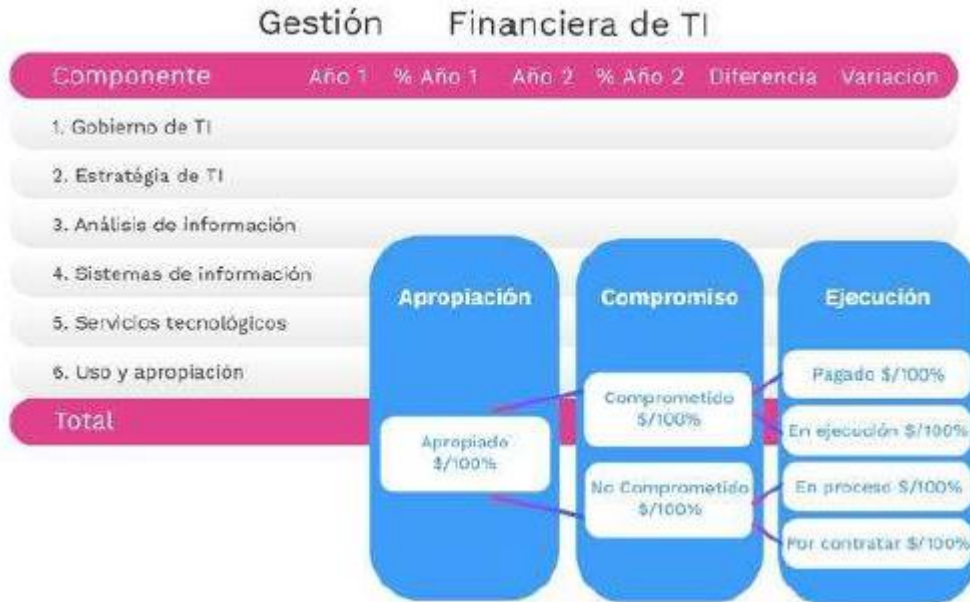 Gestión Financiera de TI
Componente Año 1 % Año 1 Año 2 % Año 2 Diferencia Variación
1. Gobierno de TI
2. Estratégia de TI
3. Análisis de información
4. Sistemas de información
5. Servicios tecnológicos
6. Uso y apropiación
Total
Apropiación
Apropiado
$/100%
Compromiso
Comprometido
$/100%
No Comprometido
$/100%
Ejecución
Pagado $/100%
En ejecución $/100%
En proceso $/100%
Por contratar $/100%